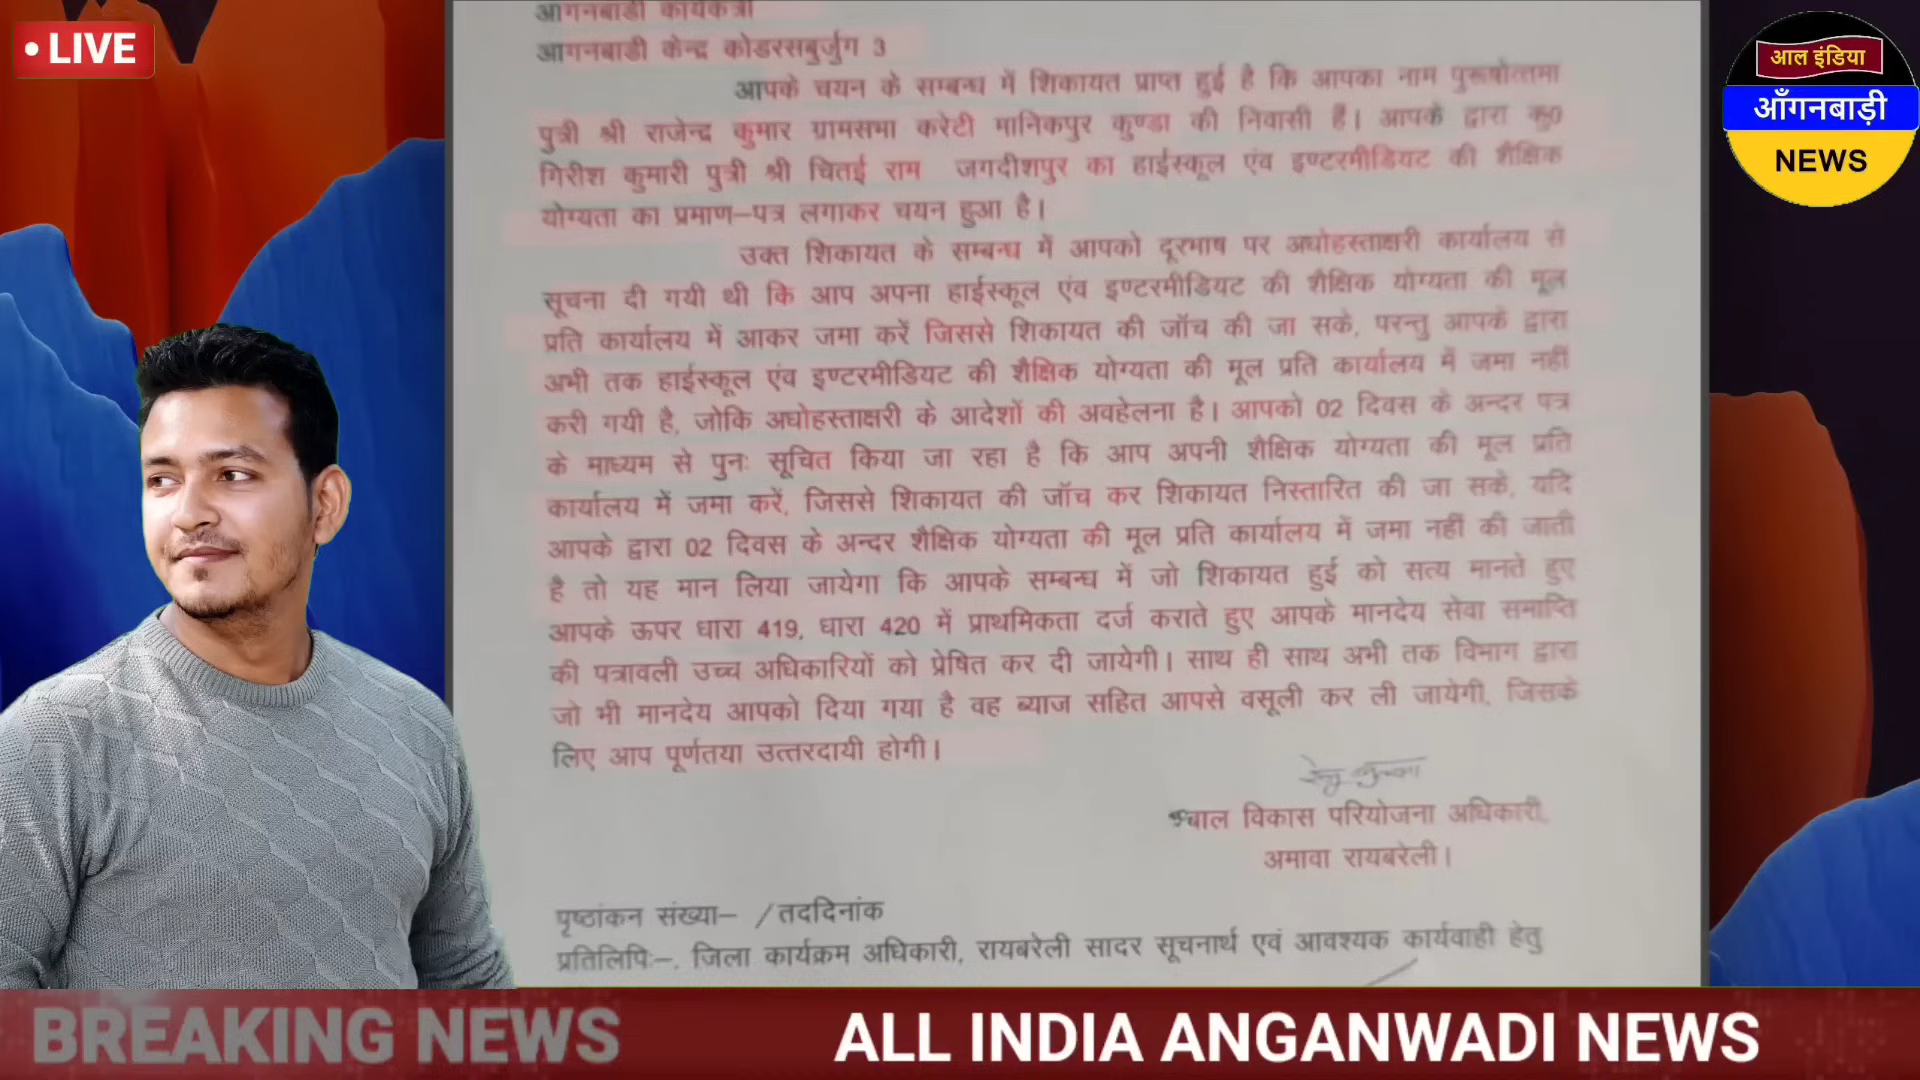 • LIVE
आल इंडिया
आँगनबाड़ी
NEWS
आगनबाडी कार्यकत्री
आगनबाडी केन्द्र कोडरसबुर्जुग 3
आपके चयन के सम्बन्ध में शिकायत प्राप्त हुई है कि आपका नाम पुरूषोत्तमा
पुत्री श्री राजेन्द्र कुमार ग्रामसभा करेटी मानिकपुर कुण्डा की निवासी हैं। आपके द्वारा कु0
गिरीश कुमारी पुत्री श्री चितई राम जगदीशपुर का हाईस्कूल एंव इण्टरमीडियट की शैक्षिक
योग्यता का प्रमाण–पत्र लगाकर चयन हुआ है।
उक्त शिकायत के सम्बन्ध में आपको दूरमाष पर अधोहस्ताक्षरी कार्यालय से
सूचना दी गयी थी कि आप अपना हाईस्कूल एंव इण्टरमीडियट की शैक्षिक योग्यता की मूल
प्रति कार्यालय में आकर जमा करें जिससे शिकायत की जॉच की जा सके, परन्तु आपके द्वारा
अभी तक हाईस्कूल एंव इण्टरमीडियट की शैक्षिक योग्यता की मूल प्रति कार्यालय में जमा नहीं
करी गयी है, जोकि अधोहस्ताक्षरी के आदेशों की अवहेलना है। आपको 02 दिवस के अन्दर पत्र
के माध्यम से पुनः सूचित किया जा रहा है कि आप अपनी शैक्षिक योग्यता की मूल प्रति
कार्यालय में जमा करें, जिससे शिकायत की जॉच कर शिकायत निस्तारित की जा सके, यदि
आपके द्वारा 02 दिवस के अन्दर शैक्षिक योग्यता की मूल प्रति कार्यालय में जमा नहीं की जाती
है तो यह मान लिया जायेगा कि आपके सम्बन्ध में जो शिकायत हुई को सत्य मानते हुए
आपके ऊपर धारा 419, धारा 420 में प्राथमिकता दर्ज कराते हुए आपके मानदेय सेवा समाप्ति
की पत्रावली उच्च अधिकारियों को प्रेषित कर दी जायेगी। साथ ही साथ अभी तक विभाग द्वारा
जो भी मानदेय आपको दिया गया है वह ब्याज सहित आपसे वसूली कर ली जायेगी, जिसके
लिए आप पूर्णतया उत्तरदायी होगी।
बाल विकास परियोजना अधिकारी,
अमावा रायबरेली।
पृष्ठांकन संख्या– /तददिनांक
प्रतिलिपिः–, जिला कार्यक्रम अधिकारी, रायबरेली सादर सूचनार्थ एवं आवश्यक कार्यवाही हेतु
BREAKING NEWS
ALL INDIA ANGANWADI NEWS